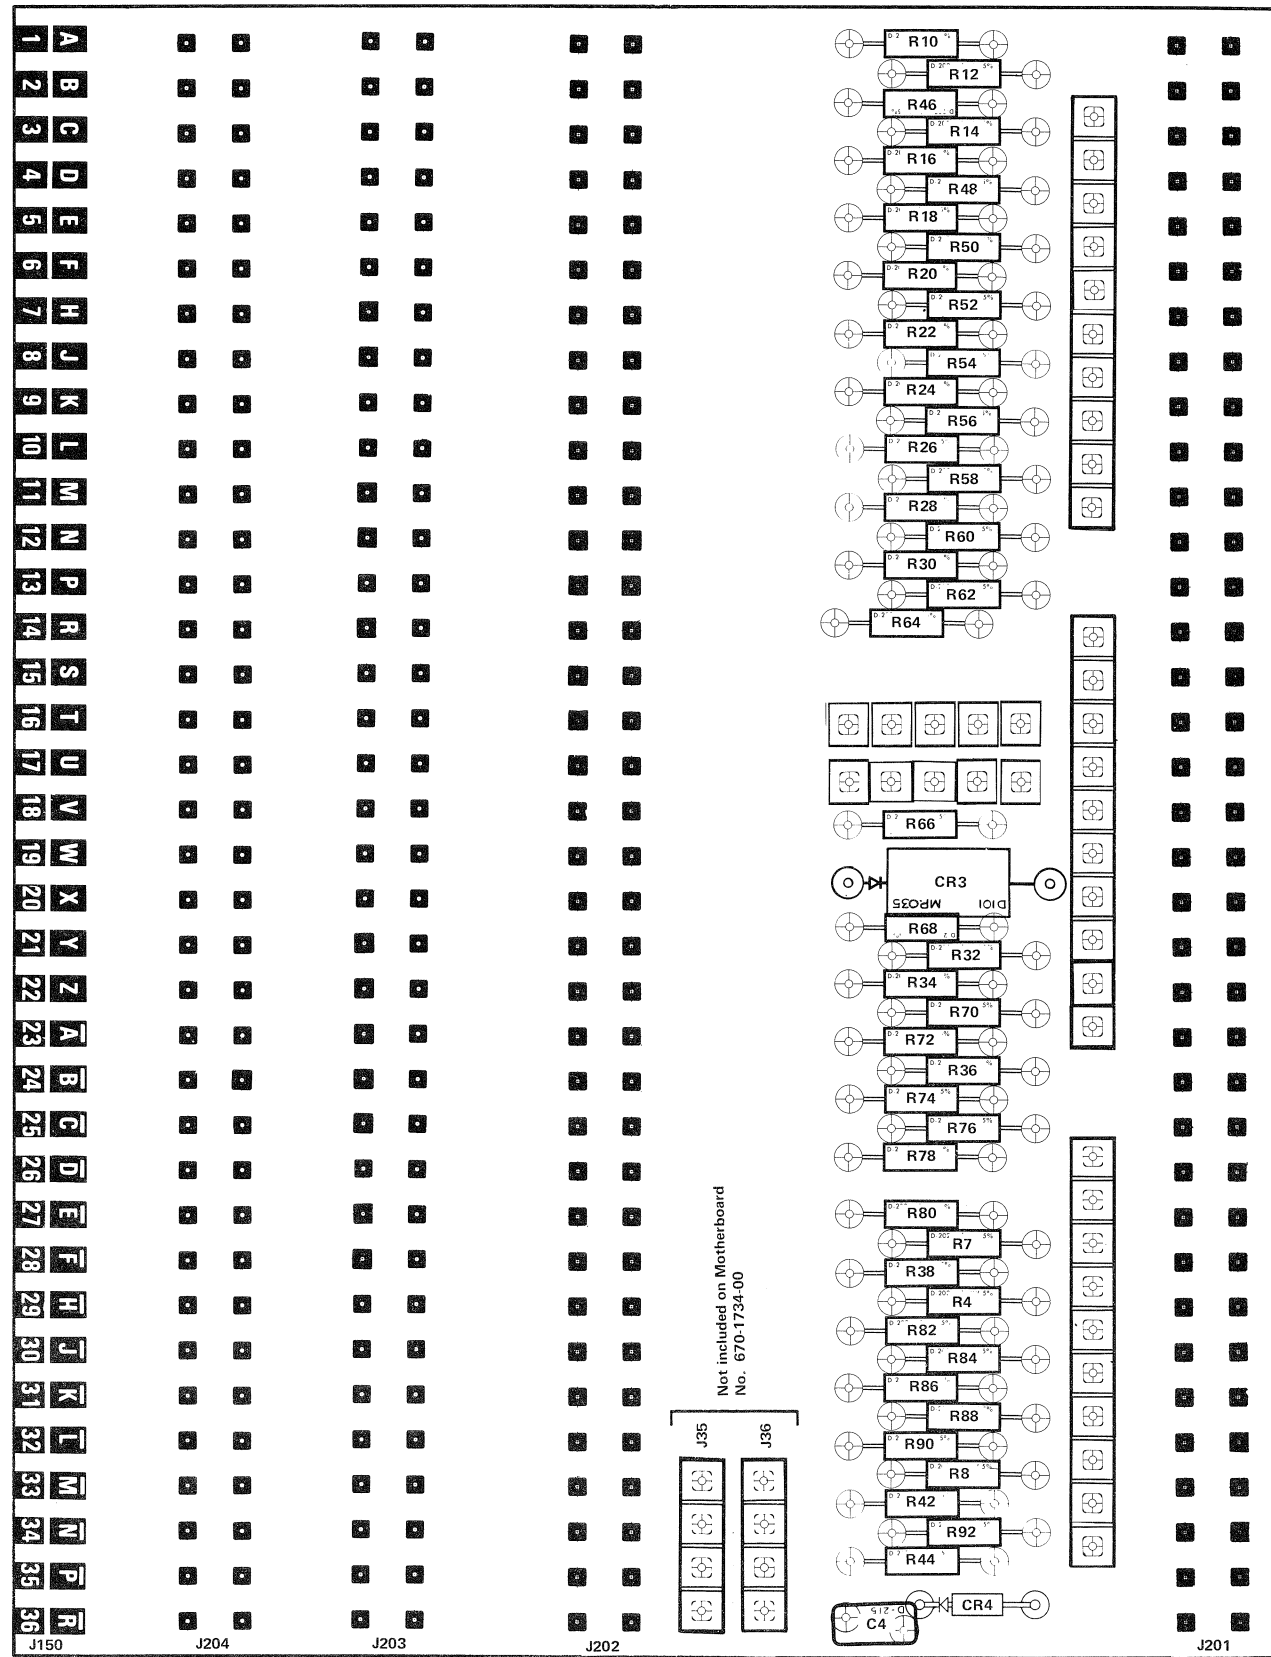 1 A
2 B
3 C
4 D
5 E
6 F
7 H
8 J
9 K
10 L
11 M
12 N
13 P
14 R
15 S
16 T
17 U
18 V
19 W
20 X
21 Y
22 Z
23 A̅
24 B̅
25 C̅
26 D̅
27 E̅
28 F̅
29 H̅
30 J̅
31 K̅
32 L̅
33 M̅
34 N̅
35 P̅
36 R̅
R10
R12
R46
R14
R16
R48
R18
R50
R20
R52
R22
R54
R24
R56
R26
R58
R28
R60
R30
R62
R64
R66
CR3
MR035 D101
R68
R32
R34
R70
R72
R36
R74
R76
R78
R80
R7
R38
R4
R82
R84
R86
R88
R90
R8
R42
R92
R44
CR4
D-215
C4
Not included on Motherboard
No. 670-1734-00
J35
J36
J150
J204
J203
J202
J201